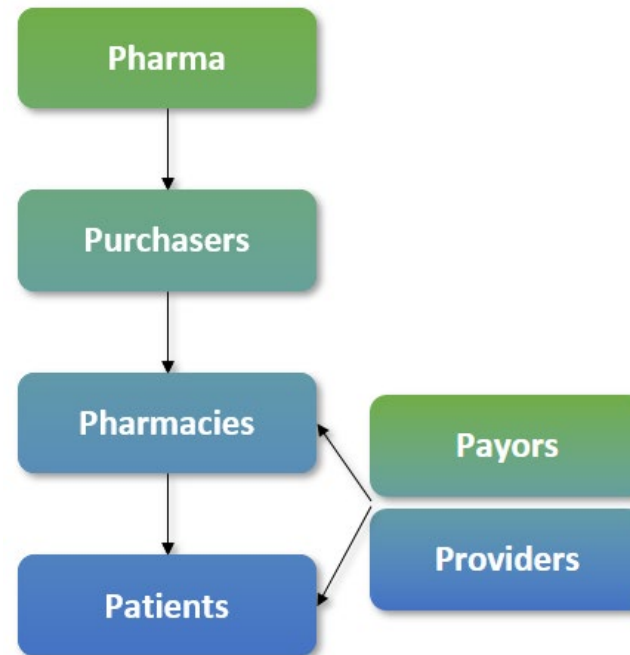 Pharma
Purchasers
Pharmacies
Payors
Providers
Patients